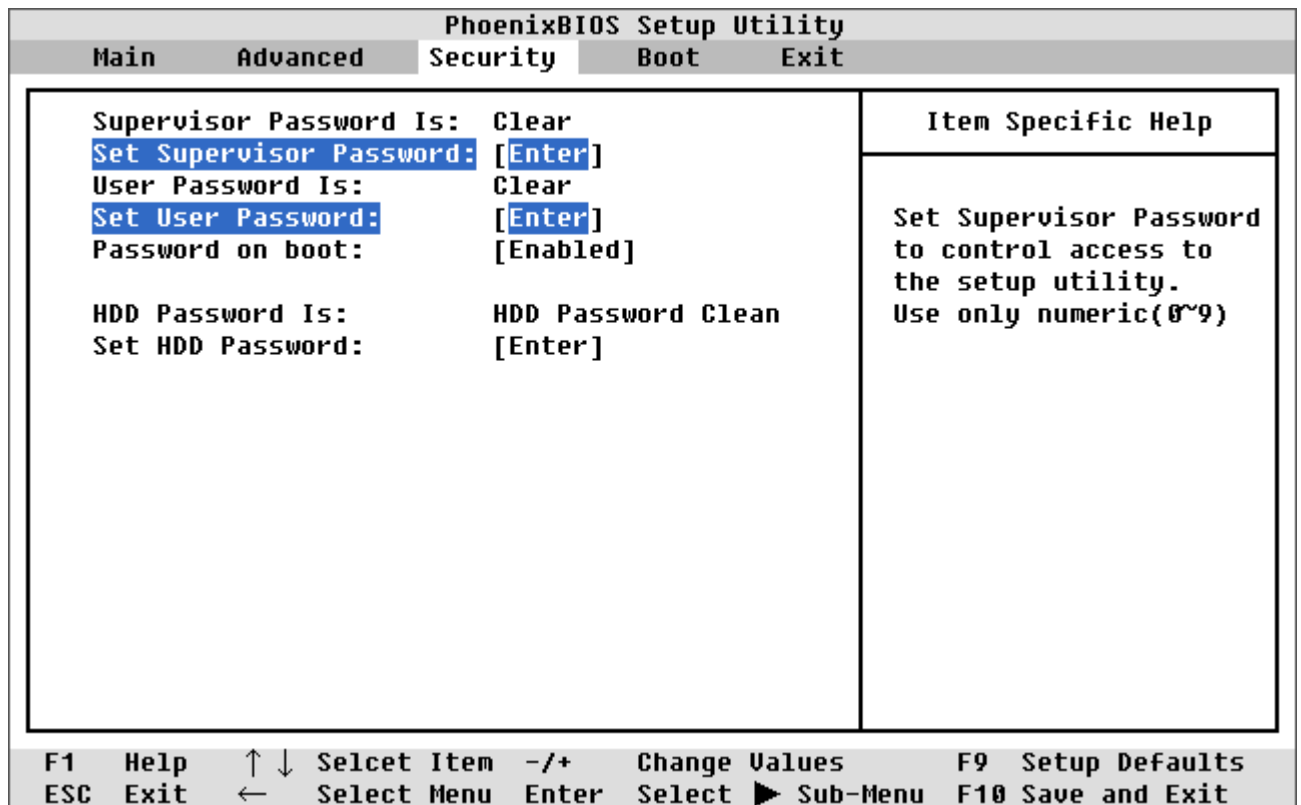 PhoenixBIOS Setup Utility
Main Advanced Security Boot Exit
Supervisor Password Is: Clear
Set Supervisor Password: [Enter]
User Password Is: Clear
Set User Password: [Enter]
Password on boot: [Enabled]
HDD Password Is: HDD Password Clean
Set HDD Password: [Enter]
Item Specific Help
Set Supervisor Password
to control access to
the setup utility.
Use only numeric(0~9)
F1 Help ↑↓ Selcet Item -/+ Change Values F9 Setup Defaults
ESC Exit ← Select Menu Enter Select ▶ Sub-Menu F10 Save and Exit